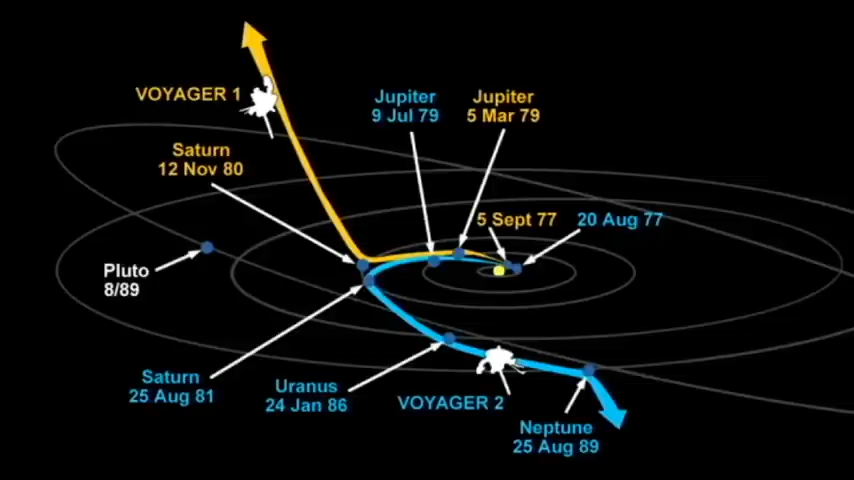 VOYAGER 1
Jupiter
9 Jul 79
Jupiter
5 Mar 79
Saturn
12 Nov 80
5 Sept 77
20 Aug 77
Pluto
8/89
Saturn
25 Aug 81
Uranus
24 Jan 86
VOYAGER 2
Neptune
25 Aug 89